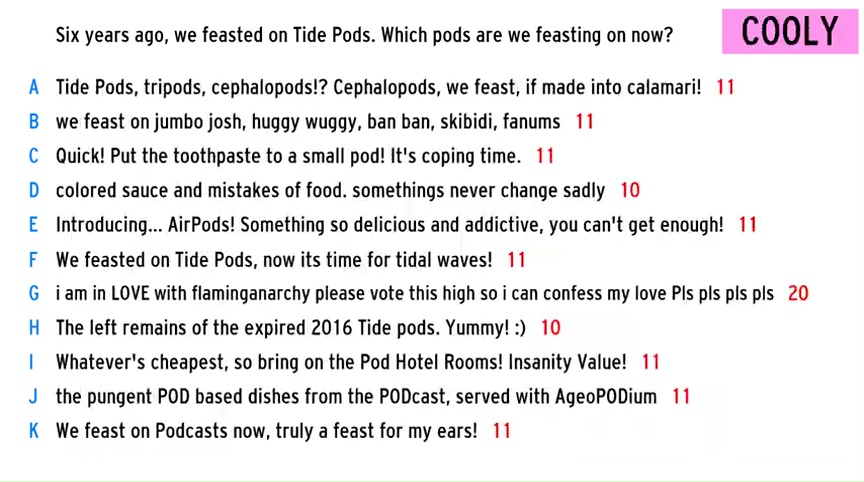 Six years ago, we feasted on Tide Pods. Which pods are we feasting on now?
COOLY
A Tide Pods, tripods, cephalopods!? Cephalopods, we feast, if made into calamari! 11
B we feast on jumbo josh, huggy wuggy, ban ban, skibidi, fanums 11
C Quick! Put the toothpaste to a small pod! It's coping time. 11
D colored sauce and mistakes of food. somethings never change sadly 10
E Introducing... AirPods! Something so delicious and addictive, you can't get enough! 11
F We feasted on Tide Pods, now its time for tidal waves! 11
G i am in LOVE with flaminganarchy please vote this high so i can confess my love Pls pls pls pls 20
H The left remains of the expired 2016 Tide pods. Yummy! :) 10
I Whatever's cheapest, so bring on the Pod Hotel Rooms! Insanity Value! 11
J the pungent POD based dishes from the PODcast, served with AgeoPODium 11
K We feast on Podcasts now, truly a feast for my ears! 11